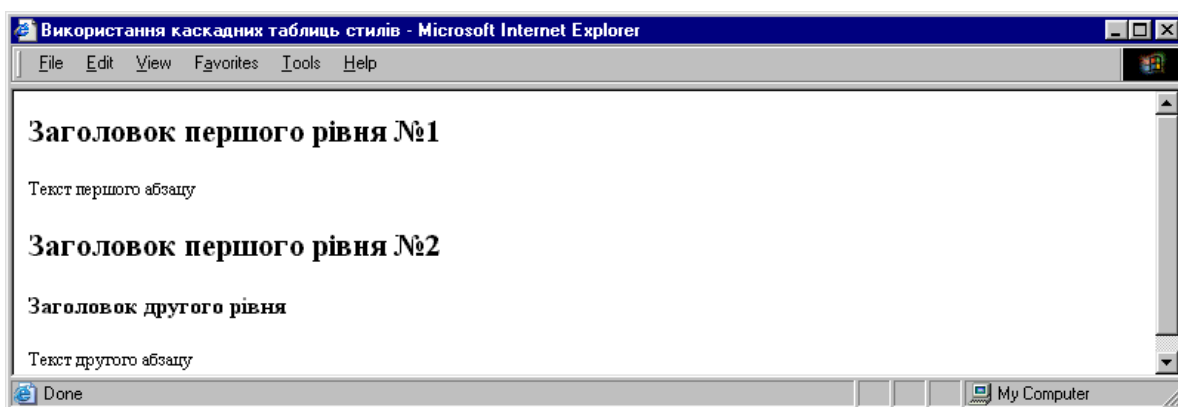 Використання каскадних таблиць стилів - Microsoft Internet Explorer
File Edit View Favorites Tools Help
Заголовок першого рівня №1
Текст першого абзацу
Заголовок першого рівня №2
Заголовок другого рівня
Текст другого абзацу
Done My Computer